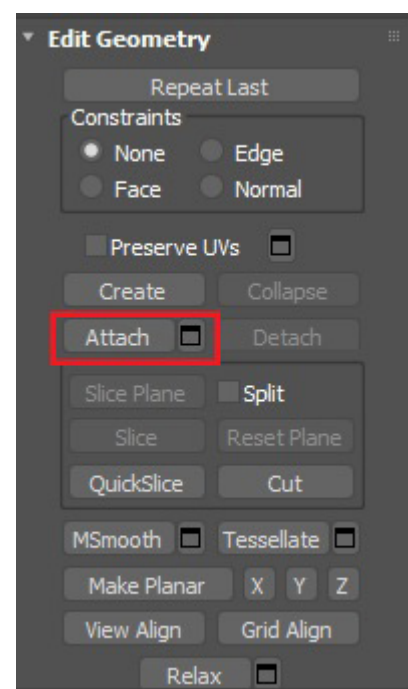 Edit Geometry
Repeat Last
Constraints
None Edge
Face Normal
Preserve UVs
Create Collapse
Attach Detach
Slice Plane Split
Slice Reset Plane
QuickSlice Cut
MSmooth Tessellate
Make Planar X Y Z
View Align Grid Align
Relax